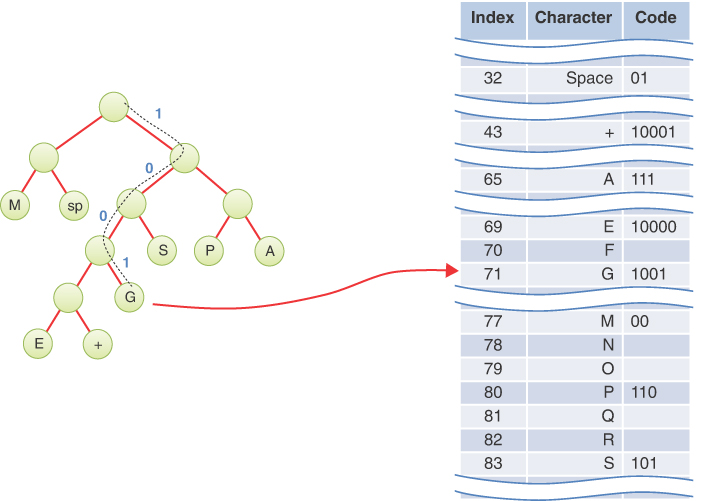 1
0
M
sp
0
S
P
A
1
G
E
+
Index Character Code
32 Space 01
43 + 10001
65 A 111
69 E 10000
70 F
71 G 1001
77 M 00
78 N
79 O
80 P 110
81 Q
82 R
83 S 101